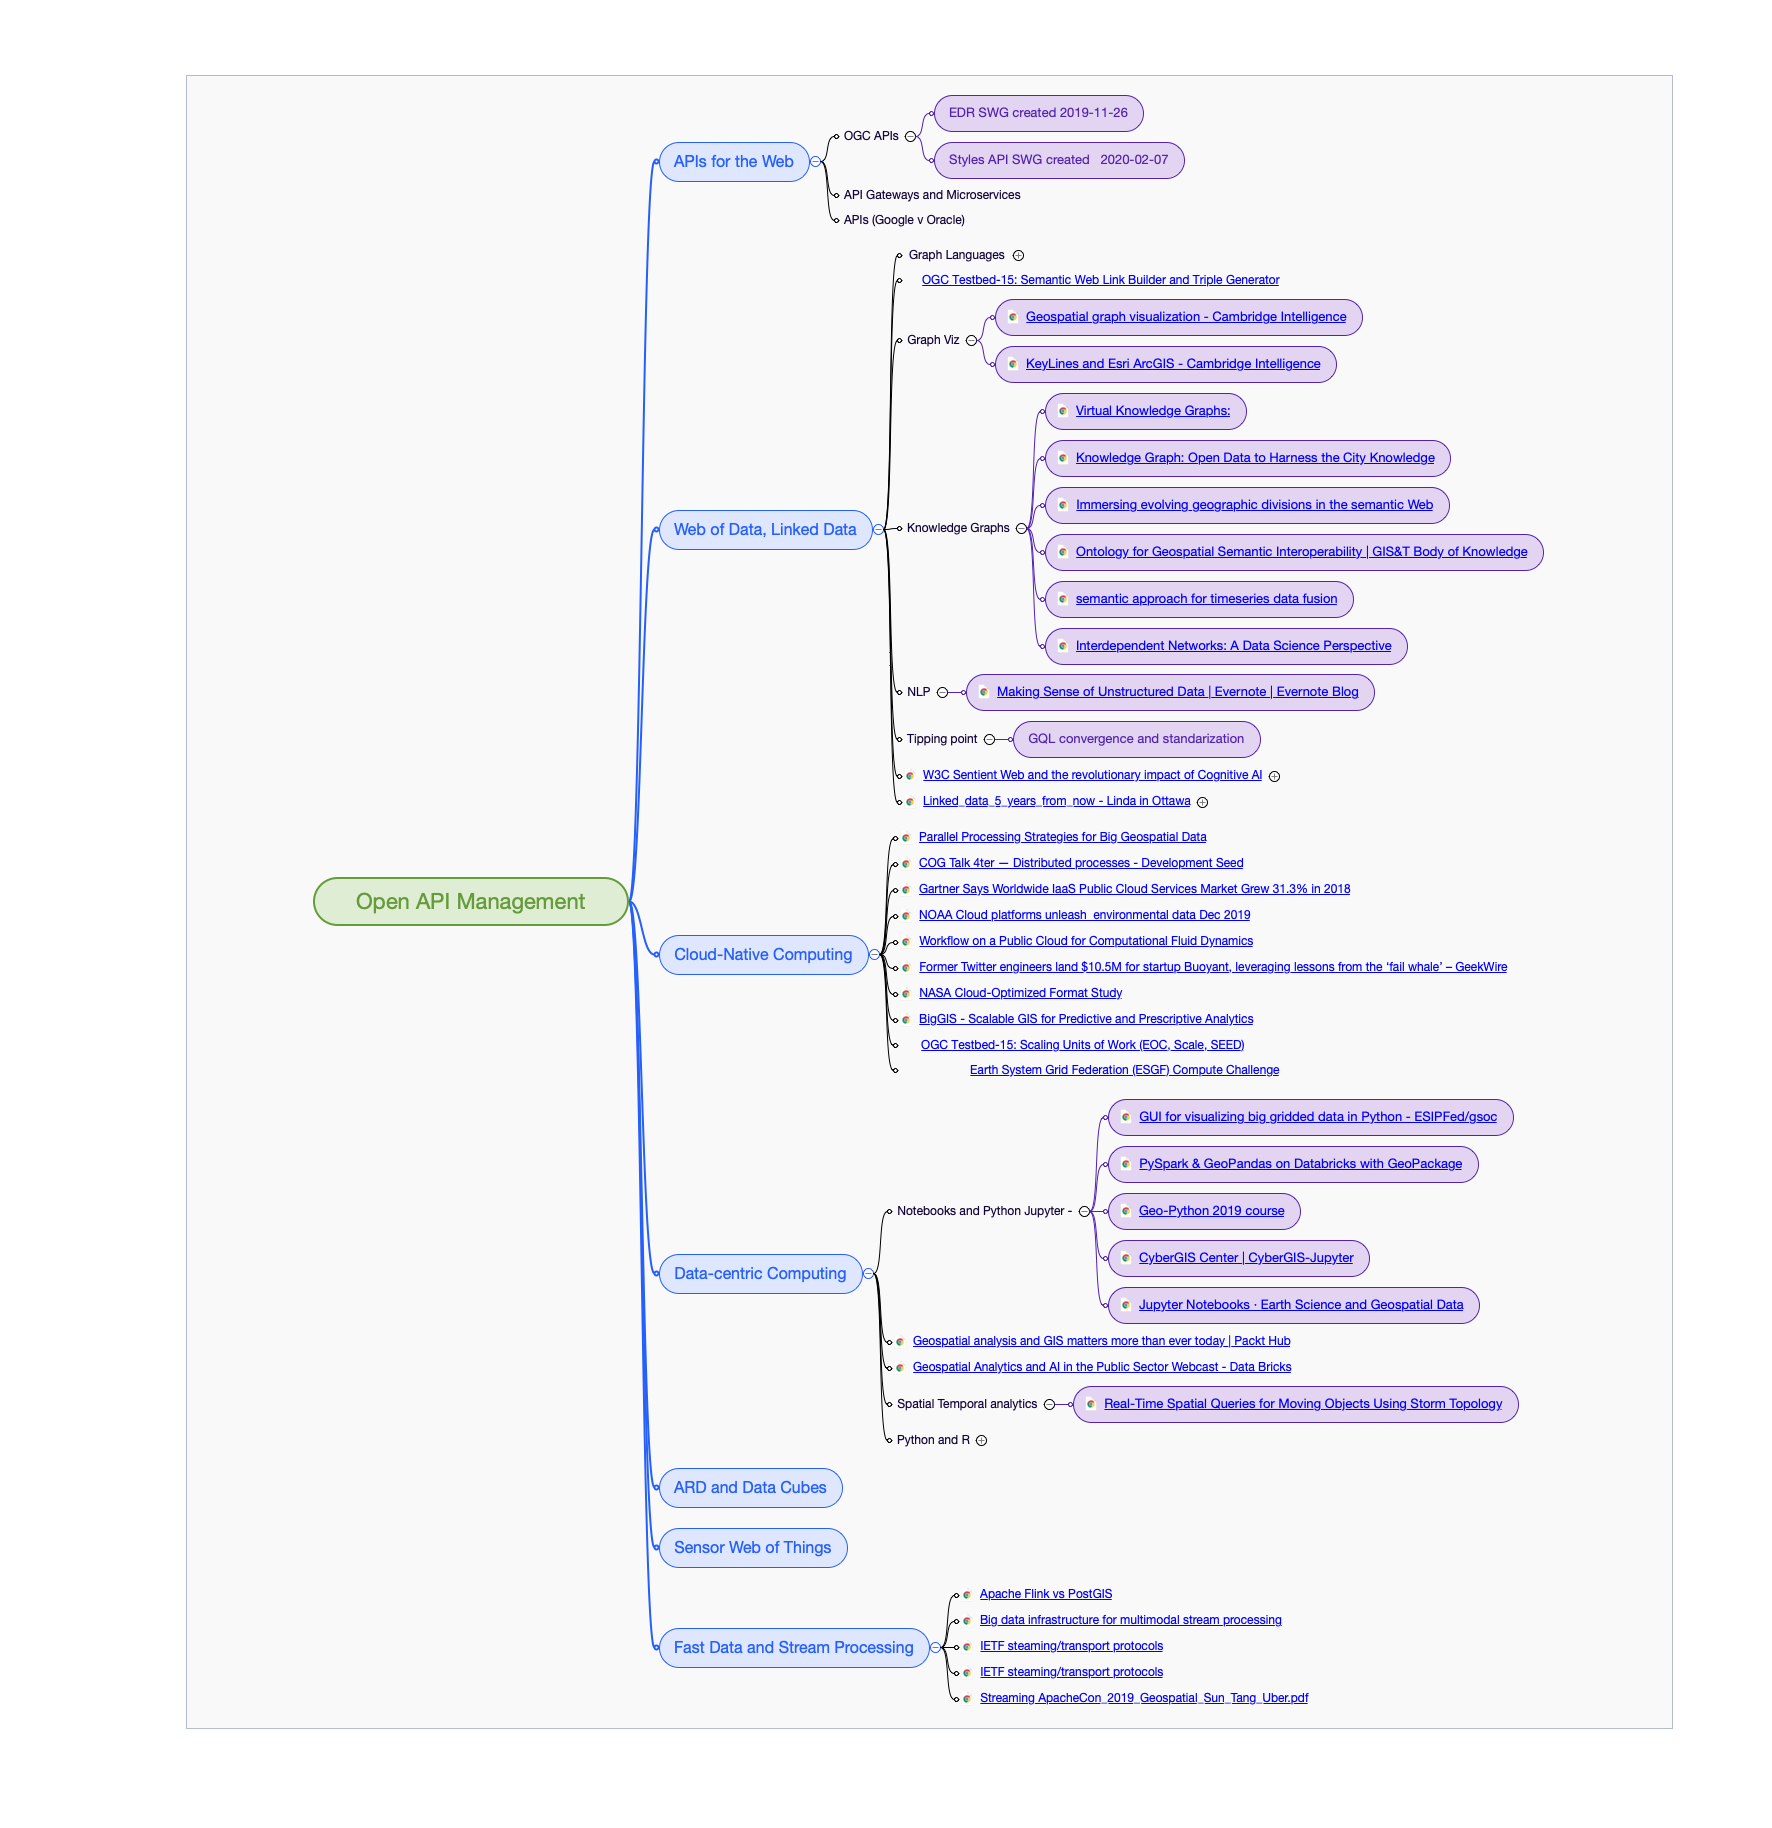 EDR SWG created 2019-11-26
OGC APIs
APIs for the Web
Styles API SWG created   2020-02-07
API Gateways and Microservices
APIs (Google v Oracle)
Graph Languages
OGC Testbed-15: Semantic Web Link Builder and Triple Generator
Geospatial graph visualization - Cambridge Intelligence
Graph Viz
KeyLines and Esri ArcGIS - Cambridge Intelligence
Virtual Knowledge Graphs:
Knowledge Graph: Open Data to Harness the City Knowledge
Immersing evolving geographic divisions in the semantic Web
Web of Data, Linked Data
Knowledge Graphs
Ontology for Geospatial Semantic Interoperability | GIS&T Body of Knowledge
semantic approach for timeseries data fusion
Interdependent Networks: A Data Science Perspective
NLP
Making Sense of Unstructured Data | Evernote | Evernote Blog
Tipping point
GQL convergence and standarization
W3C Sentient Web and the revolutionary impact of Cognitive AI
Linked_data_5_years_from_now - Linda in Ottawa
Open API Management
Parallel Processing Strategies for Big Geospatial Data
COG Talk 4ter — Distributed processes - Development Seed
Gartner Says Worldwide IaaS Public Cloud Services Market Grew 31.3% in 2018
NOAA Cloud platforms unleash  environmental data Dec 2019
Workflow on a Public Cloud for Computational Fluid Dynamics
Cloud-Native Computing
Former Twitter engineers land $10.5M for startup Buoyant, leveraging lessons from the ‘fail whale’ – GeekWire
NASA Cloud-Optimized Format Study
BigGIS - Scalable GIS for Predictive and Prescriptive Analytics
OGC Testbed-15: Scaling Units of Work (EOC, Scale, SEED)
Earth System Grid Federation (ESGF) Compute Challenge
GUI for visualizing big gridded data in Python - ESIPFed/gsoc
PySpark & GeoPandas on Databricks with GeoPackage
Notebooks and Python Jupyter -
Geo-Python 2019 course
CyberGIS Center | CyberGIS-Jupyter
Data-centric Computing
Jupyter Notebooks · Earth Science and Geospatial Data
Geospatial analysis and GIS matters more than ever today | Packt Hub
Geospatial Analytics and AI in the Public Sector Webcast - Data Bricks
Spatial Temporal analytics
Real-Time Spatial Queries for Moving Objects Using Storm Topology
Python and R
ARD and Data Cubes
Sensor Web of Things
Apache Flink vs PostGIS
Big data infrastructure for multimodal stream processing
Fast Data and Stream Processing
IETF steaming/transport protocols
IETF steaming/transport protocols
Streaming ApacheCon_2019_Geospatial_Sun_Tang_Uber.pdf